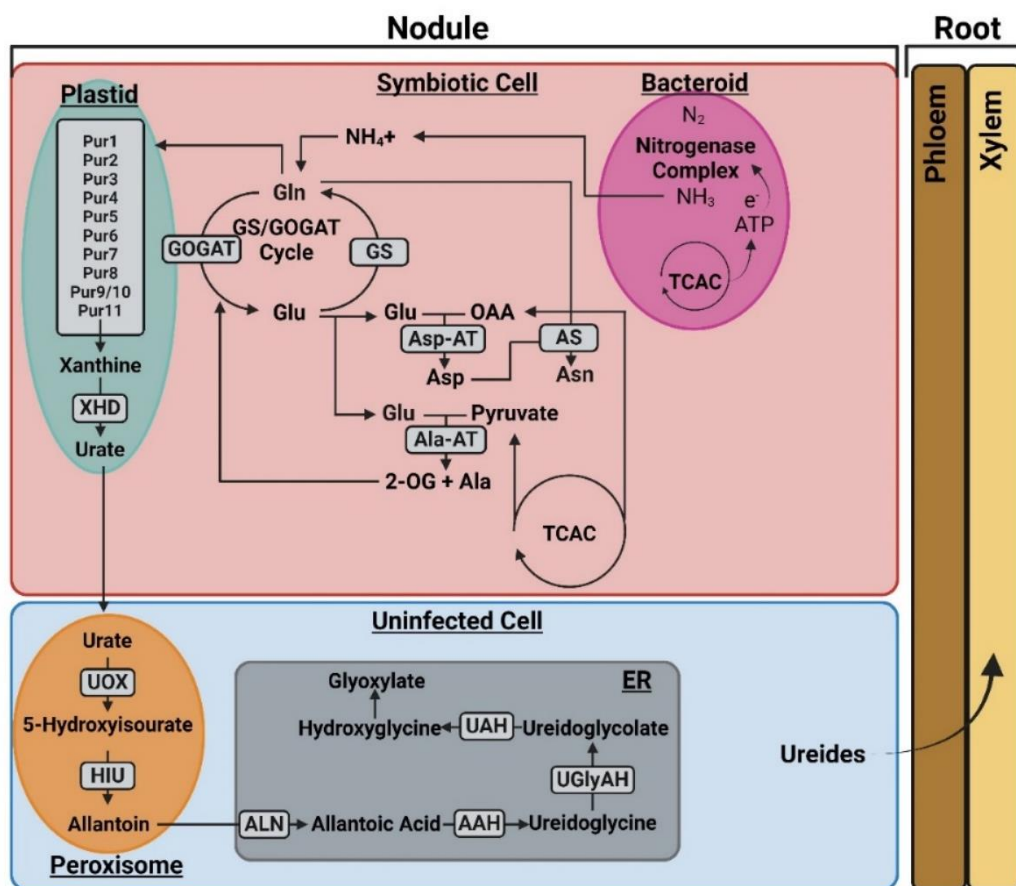 Nodule
Root
Symbiotic Cell
Plastid
Pur1
Pur2
Pur3
Pur4
Pur5
Pur6
Pur7
Pur8
Pur9/10
Pur11
Xanthine
XHD
Urate
NH₄+
Gln
GS/GOGAT
Cycle
GOGAT
GS
Glu
Glu
OAA
Asp-AT
AS
Asp
Asn
Glu
Pyruvate
Ala-AT
2-OG + Ala
TCAC
Bacteroid
N₂
Nitrogenase
Complex
NH₃
e⁻
ATP
TCAC
Phloem
Xylem
Uninfected Cell
Urate
UOX
5-Hydroxyisourate
HIU
Allantoin
Peroxisome
ER
Glyoxylate
Hydroxyglycine
UAH
Ureidoglycolate
UGlyAH
ALN
Allantoic Acid
AAH
Ureidoglycine
Ureides